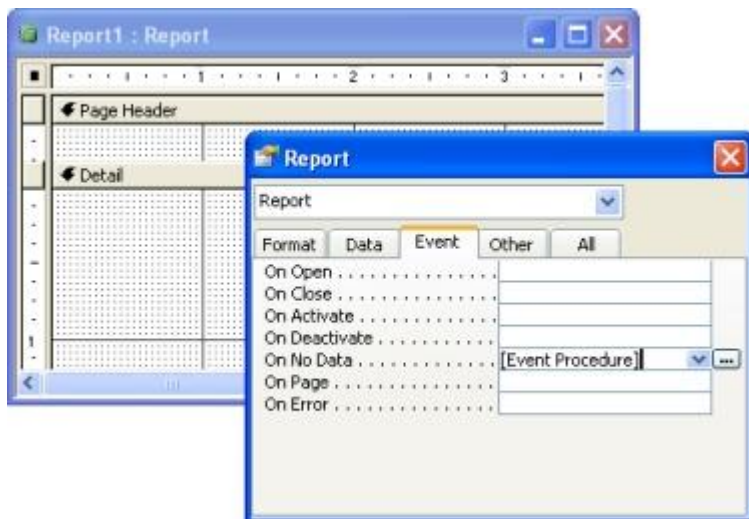 Report1 : Report
1 2 3
Page Header
Detail
1
Report
Report
Format Data Event Other All
On Open . . . . . . . . . . . . . . .
On Close . . . . . . . . . . . . . . .
On Activate . . . . . . . . . . . . .
On Deactivate . . . . . . . . . . .
On No Data . . . . . . . . . . . . . [Event Procedure] ...
On Page . . . . . . . . . . . . . . .
On Error . . . . . . . . . . . . . . .